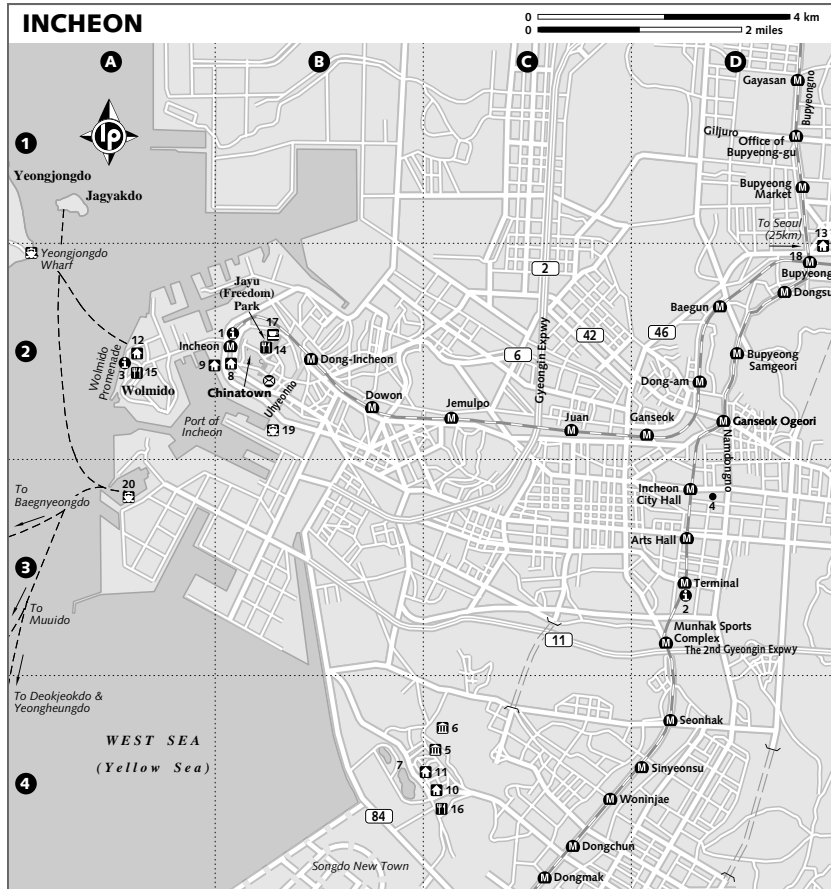 INCHEON
0 4 km
0 2 miles
A
B
C
D
1
2
3
4
lp
Gayasan
Bupyeongno
Giljuro
Office of
Bupyeong-gu
Bupyeong
Market
To Seoul
(25km)
13
18
Bupyeong
Dongsu
Yeongjongdo
Jagyakdo
Yeongjongdo
Wharf
Jayu
(Freedom)
Park
17
1
Incheon
14
9
8
Chinatown
Dong-Incheon
Uhyeonno
12
Wolmido
Promenade
3
15
Wolmido
Port of
Incheon
19
Dowon
Jemulpo
2
6
42
46
Gyeongin Expwy
Juan
Ganseok
Baegun
Bupyeong
Samgeori
Dong-am
Ganseok Ogeori
Namdongno
20
To
Baegnyeongdo
To
Muuido
To Deokjeokdo &
Yeongheungdo
Incheon
City Hall
4
Arts Hall
Terminal
2
Munhak Sports
Complex
The 2nd Gyeongin Expwy
11
WEST SEA
(Yellow Sea)
6
5
7
11
10
16
84
Seonhak
Sinyeonsu
Woninjae
Dongchun
Dongmak
Songdo New Town